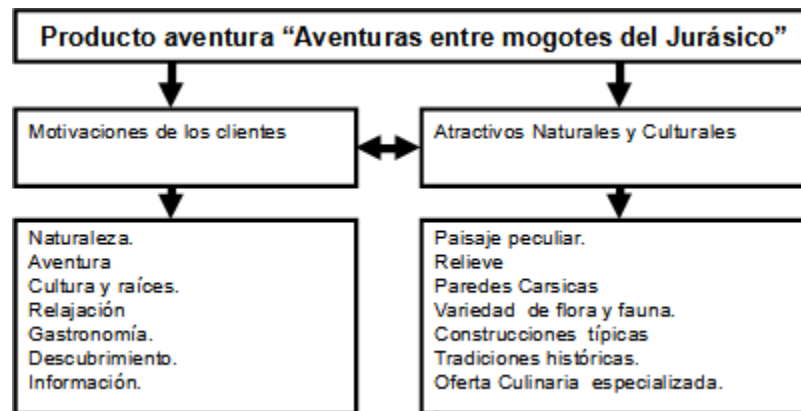 Producto aventura “Aventuras entre mogotes del Jurásico”
Motivaciones de los clientes
Atractivos Naturales y Culturales
Naturaleza.
Aventura
Cultura y raíces.
Relajación
Gastronomía.
Descubrimiento.
Información.
Paisaje peculiar.
Relieve
Paredes Carsicas
Variedad de flora y fauna.
Construcciones típicas
Tradiciones históricas.
Oferta Culinaria especializada.